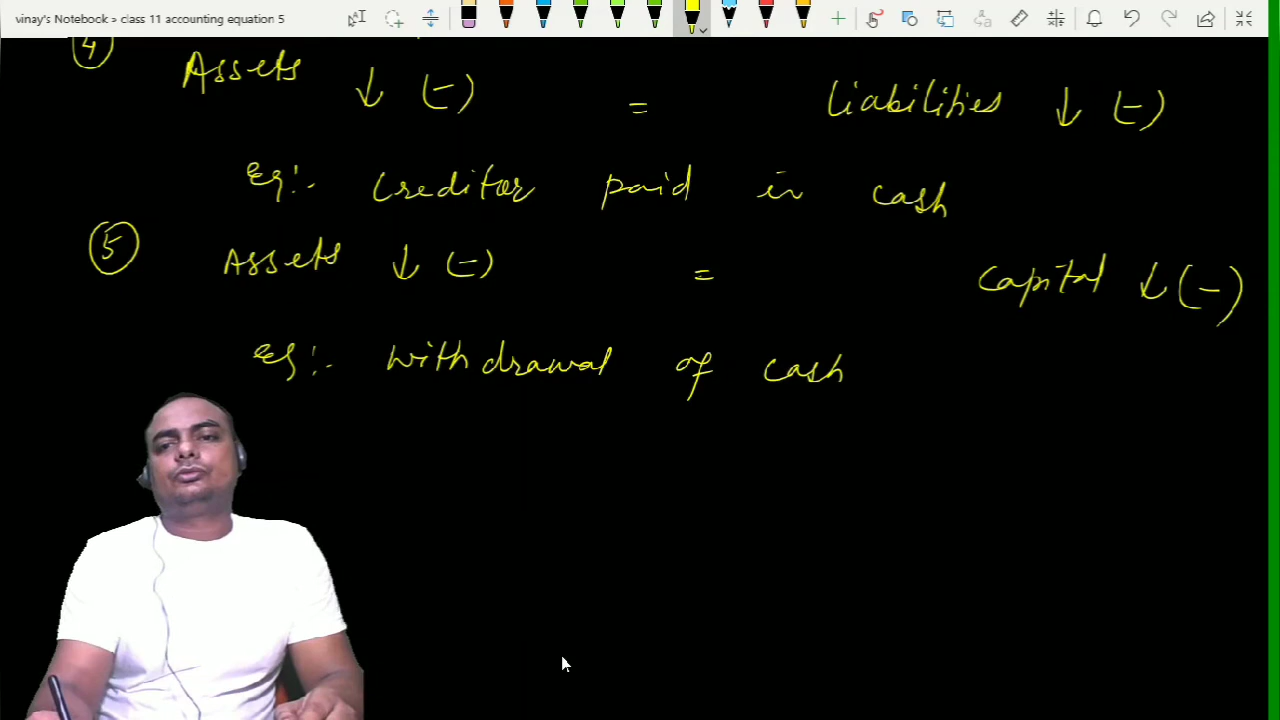 vinay's Notebook > class 11 accounting equation 5
4
Assets ↓ (-) = liabilities ↓ (-)
Eg:- creditor paid in cash
5
Assets ↓ (-) = capital ↓ (-)
Eg:- withdrawal of cash